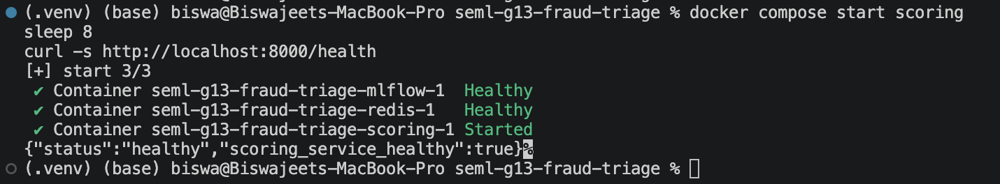 (.venv) (base) biswa@Biswajeets-MacBook-Pro seml-g13-fraud-triage % docker compose start scoring
sleep 8
curl -s http://localhost:8000/health
[+] start 3/3
✔ Container seml-g13-fraud-triage-mlflow-1 Healthy
✔ Container seml-g13-fraud-triage-redis-1 Healthy
✔ Container seml-g13-fraud-triage-scoring-1 Started
{"status":"healthy","scoring_service_healthy":true}%
(.venv) (base) biswa@Biswajeets-MacBook-Pro seml-g13-fraud-triage %